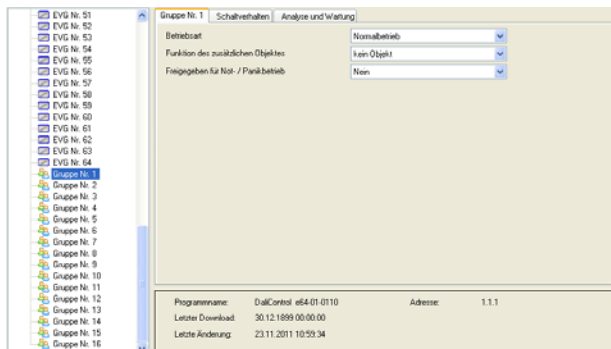 EVG Nr. 51
EVG Nr. 52
EVG Nr. 53
EVG Nr. 54
EVG Nr. 55
EVG Nr. 56
EVG Nr. 57
EVG Nr. 58
EVG Nr. 59
EVG Nr. 60
EVG Nr. 61
EVG Nr. 62
EVG Nr. 63
EVG Nr. 64
Gruppe Nr. 1
Gruppe Nr. 2
Gruppe Nr. 3
Gruppe Nr. 4
Gruppe Nr. 5
Gruppe Nr. 6
Gruppe Nr. 7
Gruppe Nr. 8
Gruppe Nr. 9
Gruppe Nr. 10
Gruppe Nr. 11
Gruppe Nr. 12
Gruppe Nr. 13
Gruppe Nr. 14
Gruppe Nr. 15
Gruppe Nr. 16
Gruppe Nr. 1 Schaltverhalten Analyse und Wartung
Betriebsart Normalbetrieb
Funktion des zusätzlichen Objektes kein Objekt
Freigegeben für Not- / Panikbetrieb Nein
Programmname: DaliControl e64-01-0110 Adresse: 1.1.1
Letzter Download: 30.12.1899 00:00:00
Letzte Änderung: 23.11.2011 10:59:34